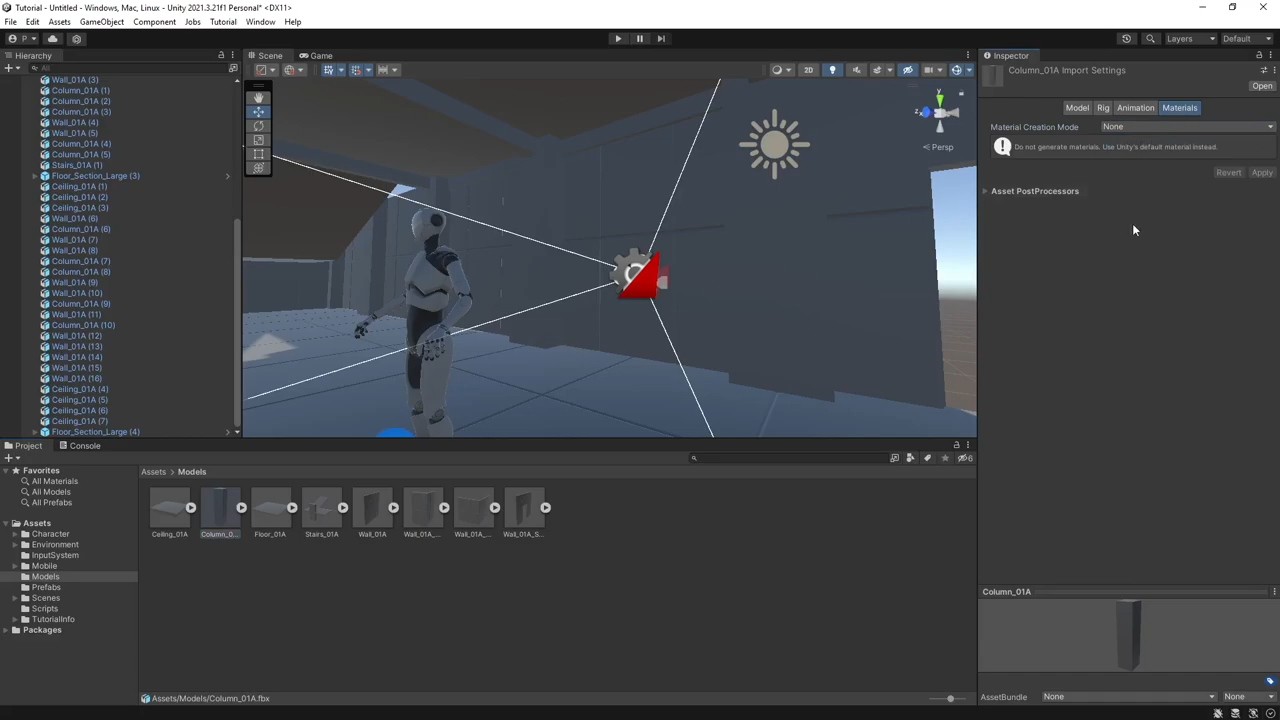 Tutorial - Untitled - Windows, Mac, Linux - Unity 2021.3.21f1 Personal* <DX11>
File Edit Assets GameObject Component Jobs Tutorial Window Help
P Layers Default
Hierarchy
All
Wall_01A (3)
Column_01A (1)
Column_01A (2)
Column_01A (3)
Wall_01A (4)
Wall_01A (5)
Column_01A (4)
Column_01A (5)
Stairs_01A (1)
Floor_Section_Large (3)
Ceiling_01A (1)
Ceiling_01A (2)
Ceiling_01A (3)
Wall_01A (6)
Column_01A (6)
Wall_01A (7)
Wall_01A (8)
Column_01A (7)
Column_01A (8)
Wall_01A (9)
Wall_01A (10)
Column_01A (9)
Wall_01A (11)
Column_01A (10)
Wall_01A (12)
Wall_01A (13)
Wall_01A (14)
Wall_01A (15)
Wall_01A (16)
Ceiling_01A (4)
Ceiling_01A (5)
Ceiling_01A (6)
Ceiling_01A (7)
Floor_Section_Large (4)
Scene Game
2D
y
z x
Persp
Inspector
Column_01A Import Settings
Open
Model Rig Animation Materials
Material Creation Mode None
Do not generate materials. Use Unity's default material instead.
Revert Apply
Asset PostProcessors
Project Console
6
Favorites
All Materials
All Models
All Prefabs
Assets
Character
Environment
InputSystem
Mobile
Models
Prefabs
Scenes
Scripts
TutorialInfo
Packages
Assets > Models
Ceiling_01A Column_0... Floor_01A Stairs_01A Wall_01A Wall_01A_... Wall_01A_... Wall_01A_S...
Assets/Models/Column_01A.fbx
Column_01A
AssetBundle None None